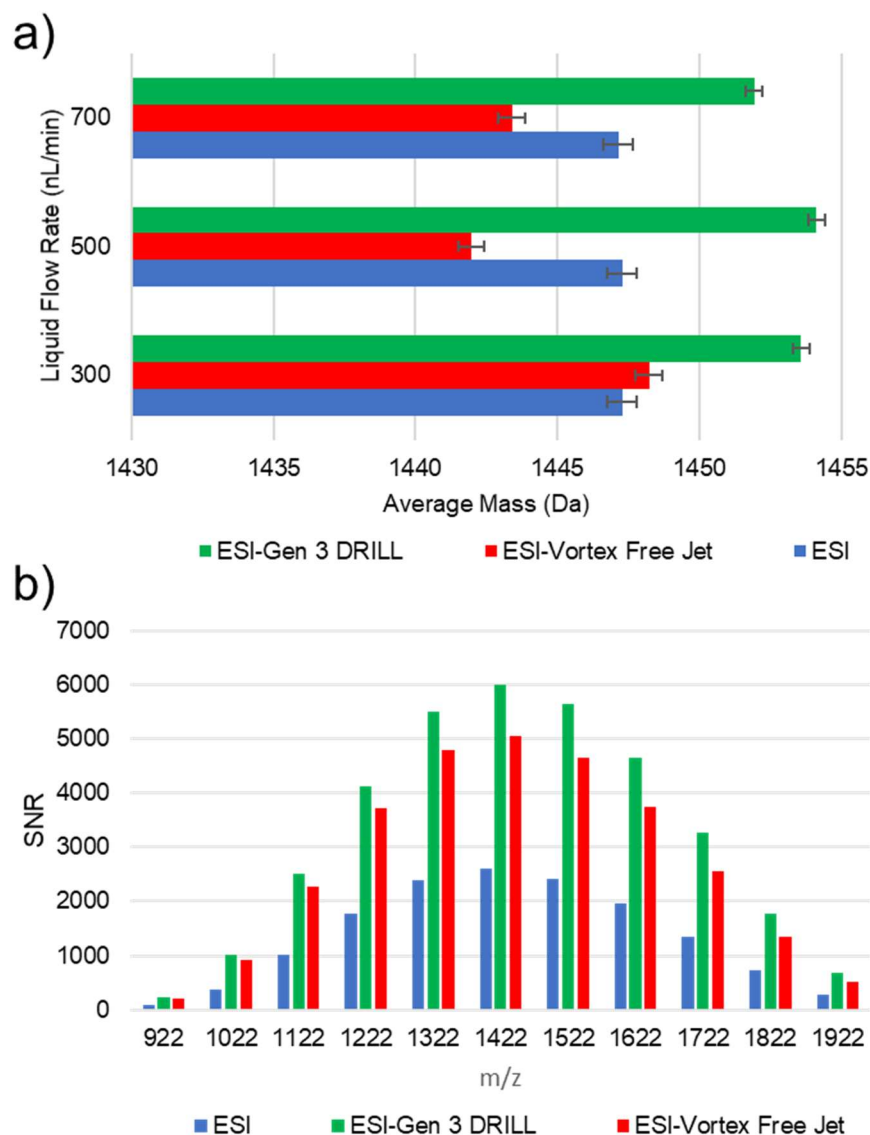 a)
Liquid Flow Rate (nL/min)
700
500
300
1430 1435 1440 1445 1450 1455
Average Mass (Da)
ESI-Gen 3 DRILL ESI-Vortex Free Jet ESI
b)
SNR
7000
6000
5000
4000
3000
2000
1000
0
922 1022 1122 1222 1322 1422 1522 1622 1722 1822 1922
m/z
ESI ESI-Gen 3 DRILL ESI-Vortex Free Jet